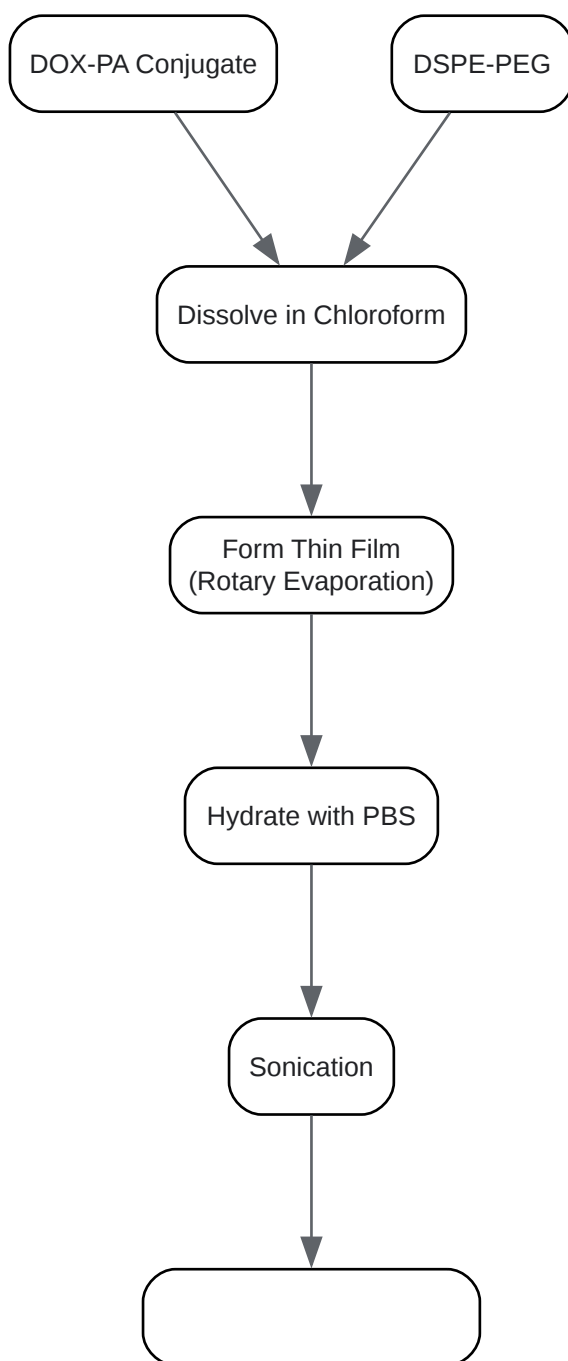 DOX-PA Conjugate
DSPE-PEG
Dissolve in Chloroform
Form Thin Film
(Rotary Evaporation)
Hydrate with PBS
Sonication